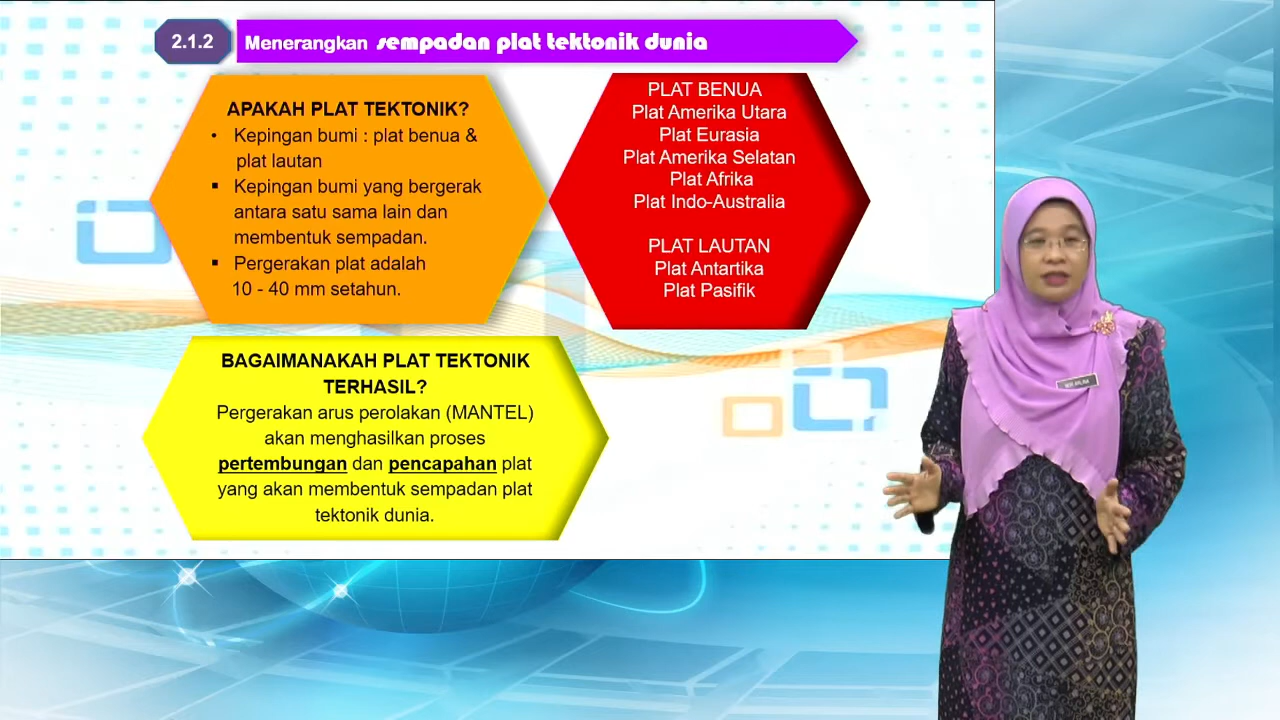 2.1.2
Menerangkan sempadan plat tektonik dunia
APAKAH PLAT TEKTONIK?
• Kepingan bumi : plat benua &
plat lautan
▪ Kepingan bumi yang bergerak
antara satu sama lain dan
membentuk sempadan.
▪ Pergerakan plat adalah
10 - 40 mm setahun.
PLAT BENUA
Plat Amerika Utara
Plat Eurasia
Plat Amerika Selatan
Plat Afrika
Plat Indo-Australia
PLAT LAUTAN
Plat Antartika
Plat Pasifik
BAGAIMANAKAH PLAT TEKTONIK
TERHASIL?
Pergerakan arus perolakan (MANTEL)
akan menghasilkan proses
pertembungan dan pencapahan plat
yang akan membentuk sempadan plat
tektonik dunia.